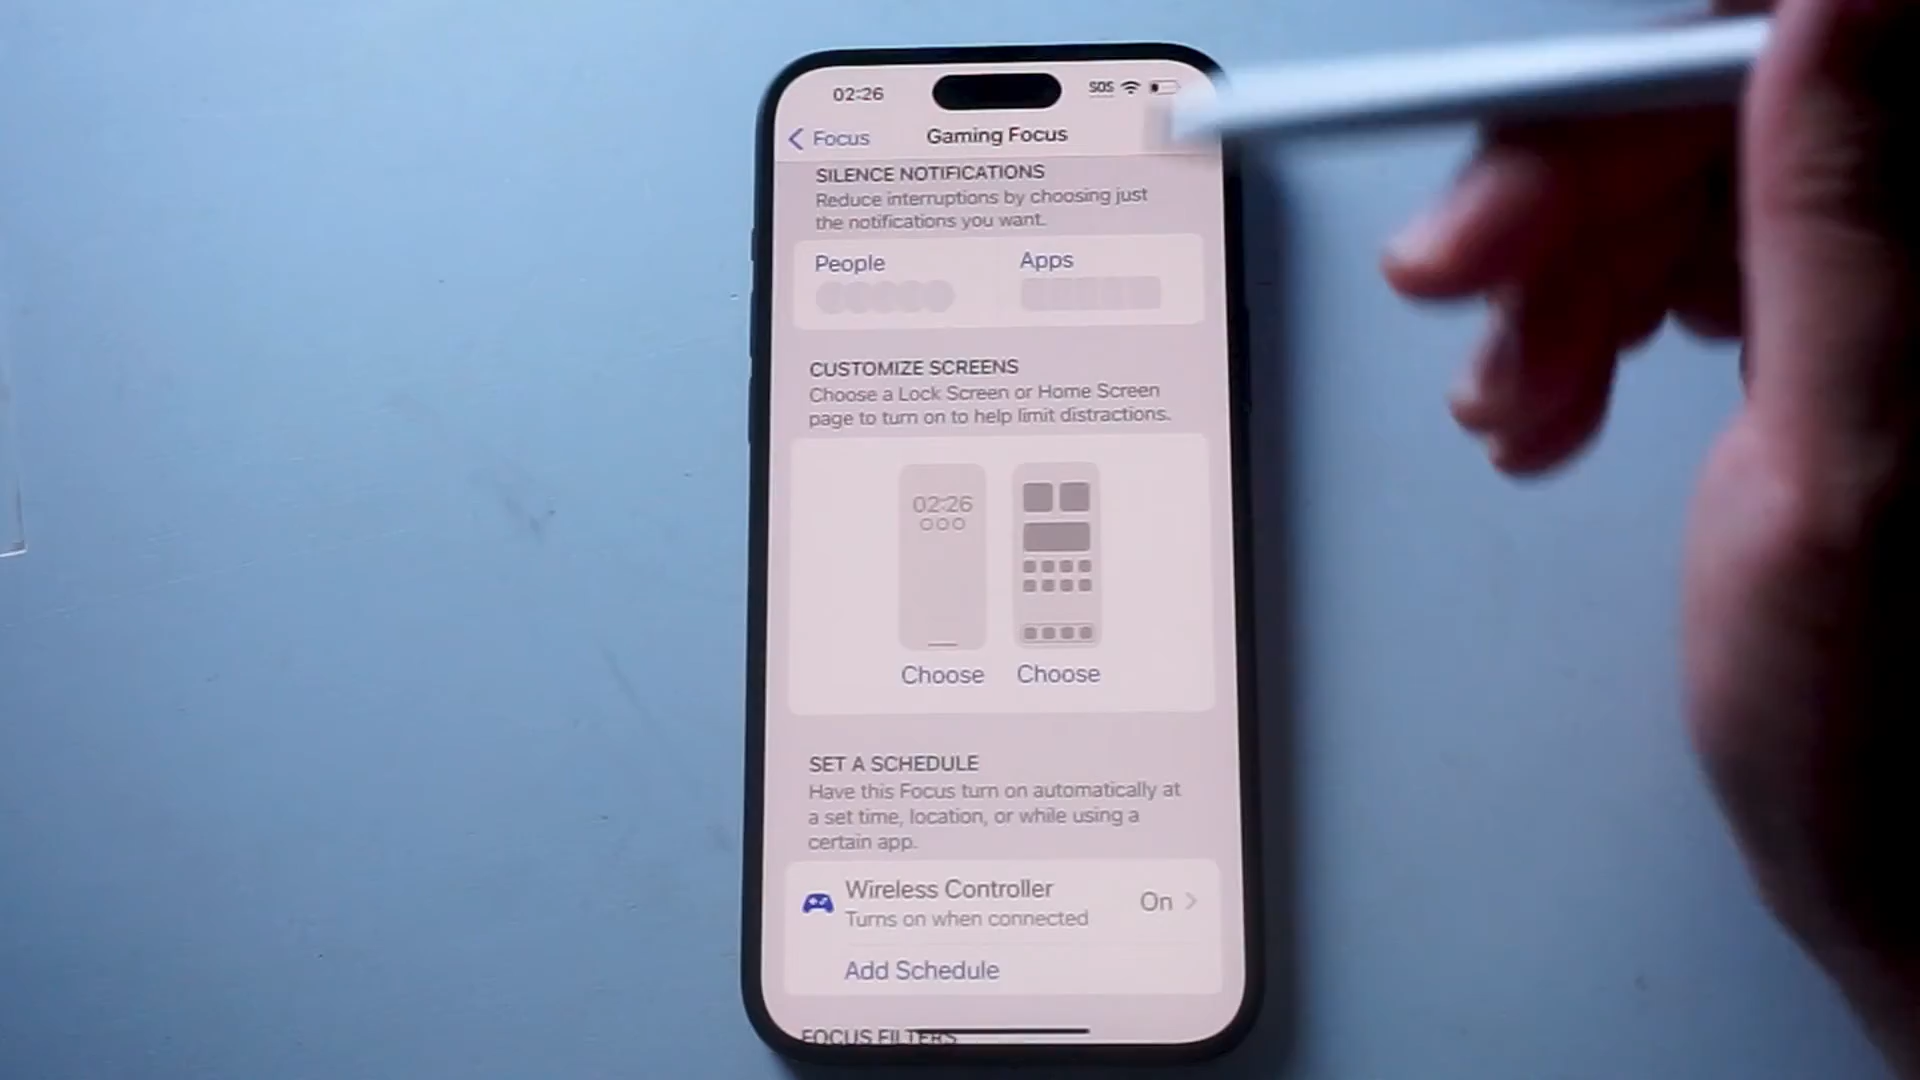 02:26
SOS
Focus
Gaming Focus
SILENCE NOTIFICATIONS
Reduce interruptions by choosing just
the notifications you want.
People
Apps
CUSTOMIZE SCREENS
Choose a Lock Screen or Home Screen
page to turn on to help limit distractions.
02:26
Choose
Choose
SET A SCHEDULE
Have this Focus turn on automatically at
a set time, location, or while using a
certain app.
Wireless Controller
On
Turns on when connected
Add Schedule
FOCUS FILTERS